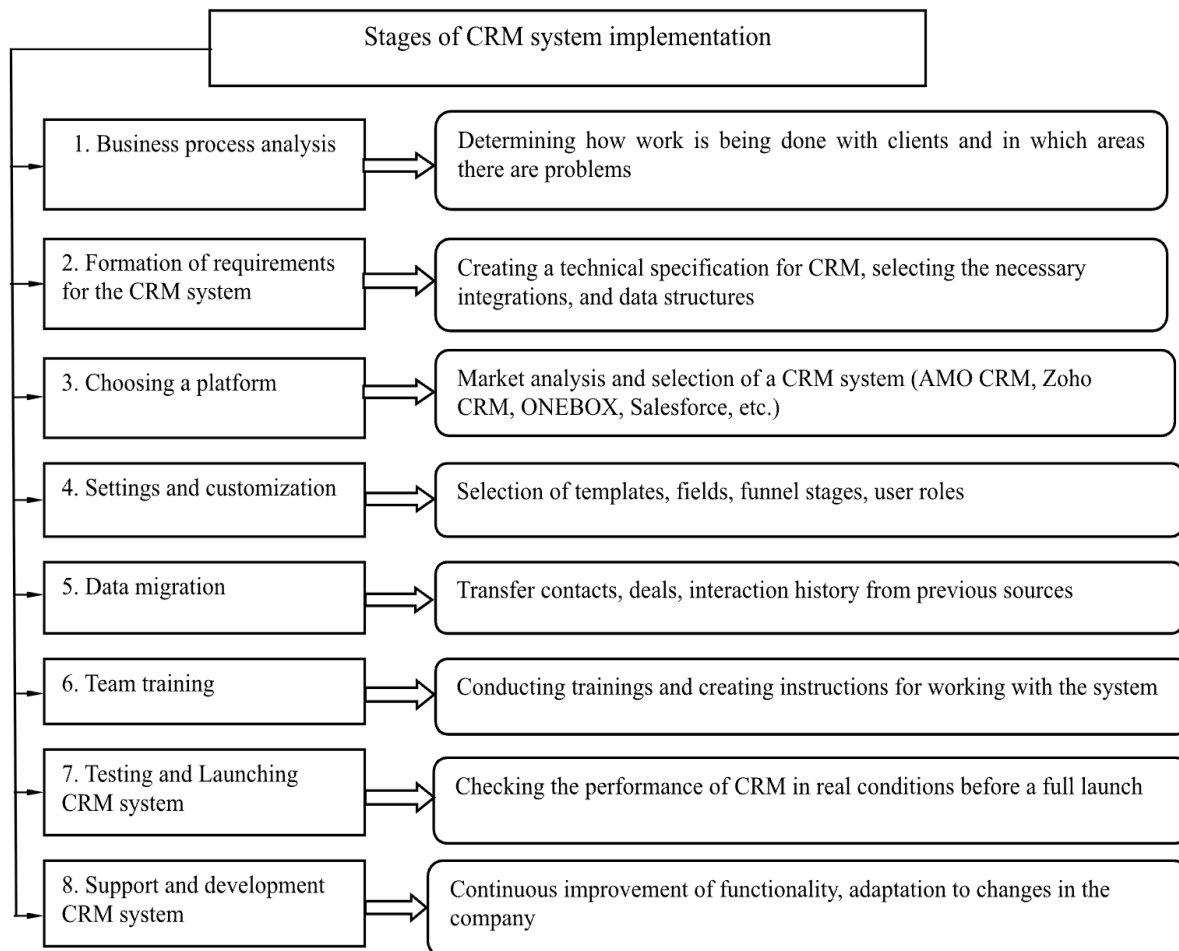 Stages of CRM system implementation
1. Business process analysis
Determining how work is being done with clients and in which areas
there are problems
2. Formation of requirements
for the CRM system
Creating a technical specification for CRM, selecting the necessary
integrations, and data structures
3. Choosing a platform
Market analysis and selection of a CRM system (AMO CRM, Zoho
CRM, ONEBOX, Salesforce, etc.)
4. Settings and customization
Selection of templates, fields, funnel stages, user roles
5. Data migration
Transfer contacts, deals, interaction history from previous sources
6. Team training
Conducting trainings and creating instructions for working with the system
7. Testing and Launching
CRM system
Checking the performance of CRM in real conditions before a full launch
8. Support and development
CRM system
Continuous improvement of functionality, adaptation to changes in the
company